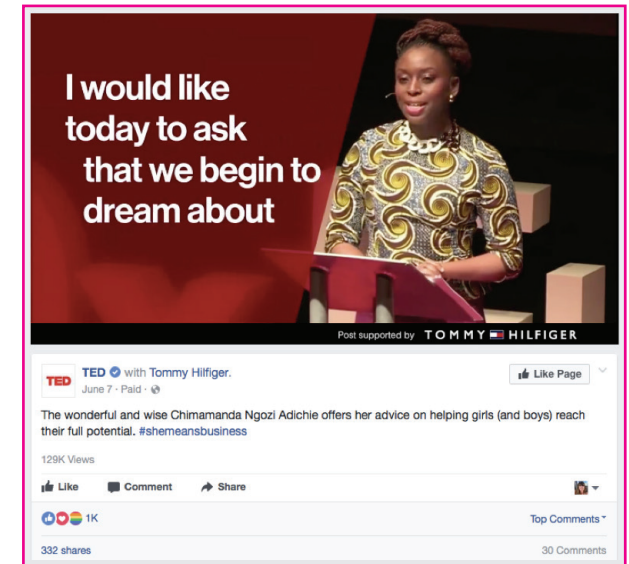 I would like
today to ask
that we begin to
dream about
Post supported by TOMMY HILFIGER
TED
TED with Tommy Hilfiger.
June 7 · Paid ·
Like Page
The wonderful and wise Chimamanda Ngozi Adichie offers her advice on helping girls (and boys) reach
their full potential. #shemeansbusiness
129K Views
Like Comment Share
1K
Top Comments
332 shares
30 Comments